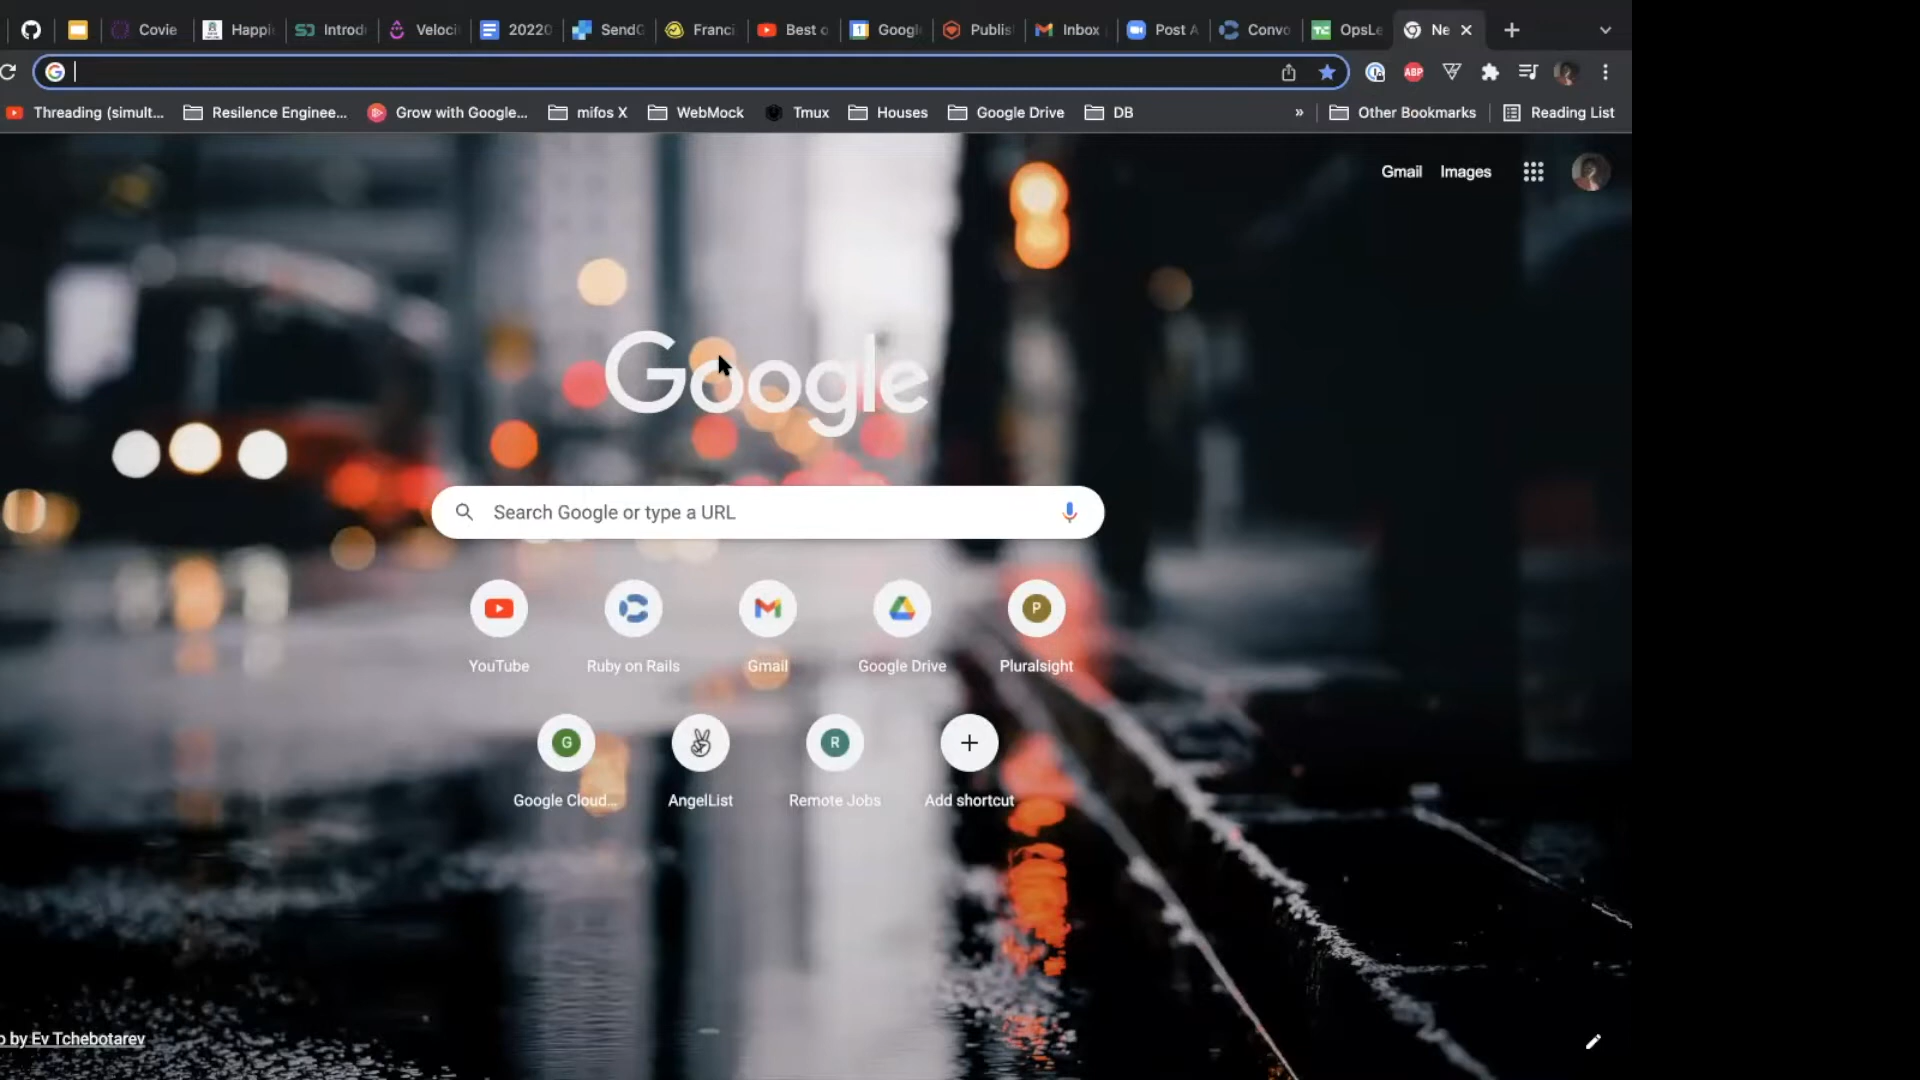 Covie Happi Introd Veloci 20220 SendG Franci Best o Googl Publis Inbox Post A Convo OpsLe Ne
Threading (simult... Resilence Enginee... Grow with Google... mifos X WebMock Tmux Houses Google Drive DB » Other Bookmarks Reading List
ABP
Gmail Images
Google
Search Google or type a URL
P
YouTube Ruby on Rails Gmail Google Drive Pluralsight
G R
Google Cloud... AngelList Remote Jobs Add shortcut
o by Ev Tchebotarev